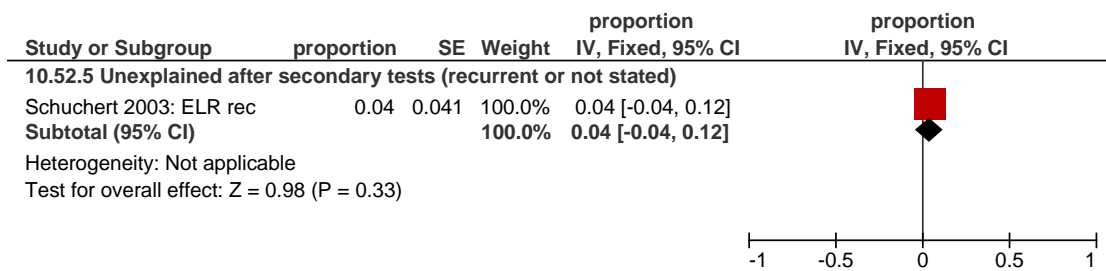 proportion proportion
Study or Subgroup proportion SE Weight IV, Fixed, 95% CI IV, Fixed, 95% CI
10.52.5 Unexplained after secondary tests (recurrent or not stated)
Schuchert 2003: ELR rec 0.04 0.041 100.0% 0.04 [-0.04, 0.12]
Subtotal (95% CI) 100.0% 0.04 [-0.04, 0.12]
Heterogeneity: Not applicable
Test for overall effect: Z = 0.98 (P = 0.33)
-1 -0.5 0 0.5 1